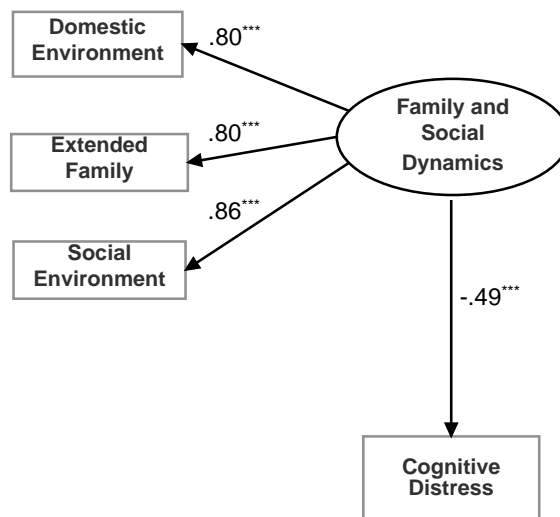 Domestic
Environment
.80***
Family and
Social
Dynamics
Extended
Family
.80***
.86***
Social
Environment
-.49***
Cognitive
Distress